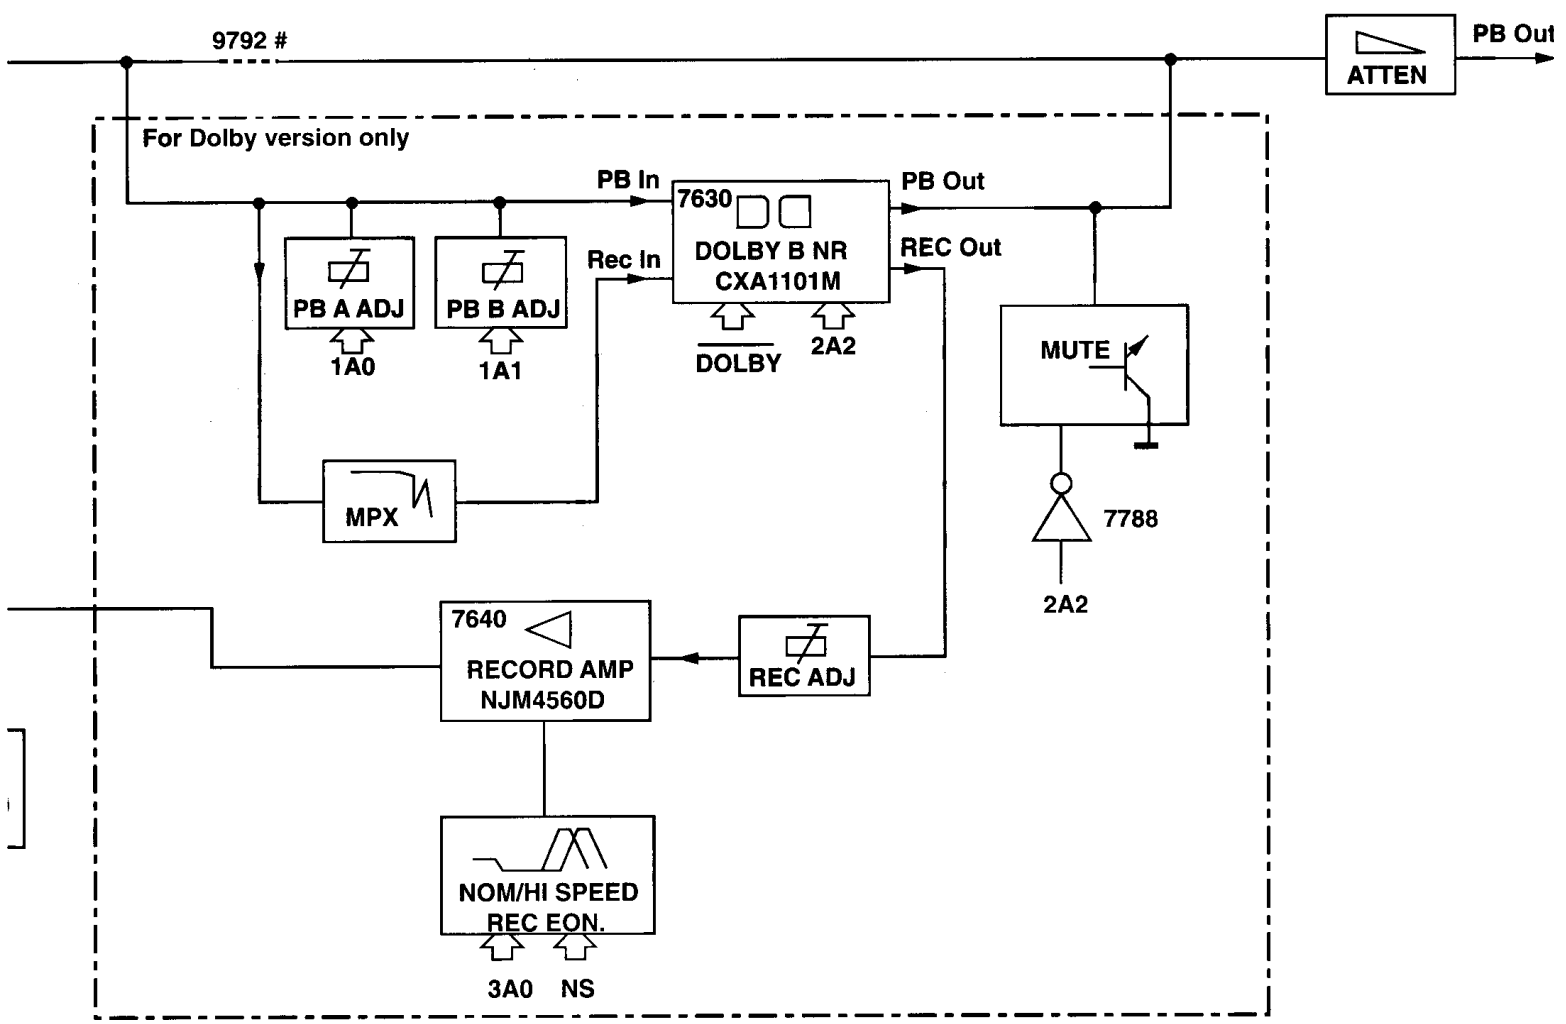 9792 #
PB Out
ATTEN
For Dolby version only
PB In
7630
PB Out
DOLBY B NR
CXA1101M
Rec In
REC Out
PB A ADJ
PB B ADJ
1A0
1A1
DOLBY
2A2
MUTE
MPX
7788
2A2
7640
RECORD AMP
NJM4560D
REC ADJ
NOM/HI SPEED
REC EON.
3A0 NS